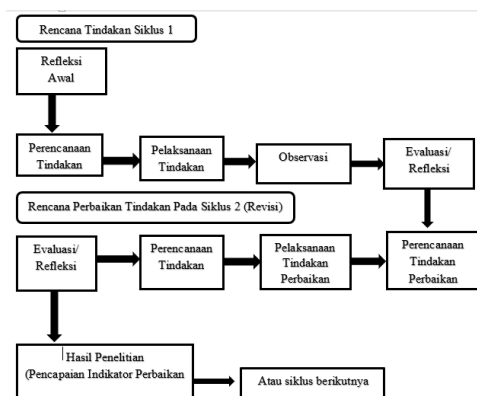 Rencana Tindakan Siklus 1
Refleksi
Awal
Perencanaan
Tindakan
Pelaksanaan
Tindakan
Observasi
Evaluasi/
Refleksi
Rencana Perbaikan Tindakan Pada Siklus 2 (Revisi)
Evaluasi/
Refleksi
Perencanaan
Tindakan
Pelaksanaan
Tindakan
Perbaikan
Perencanaan
Tindakan
Perbaikan
Hasil Penelitian
(Pencapaian Indikator Perbaikan
Atau siklus berikutnya